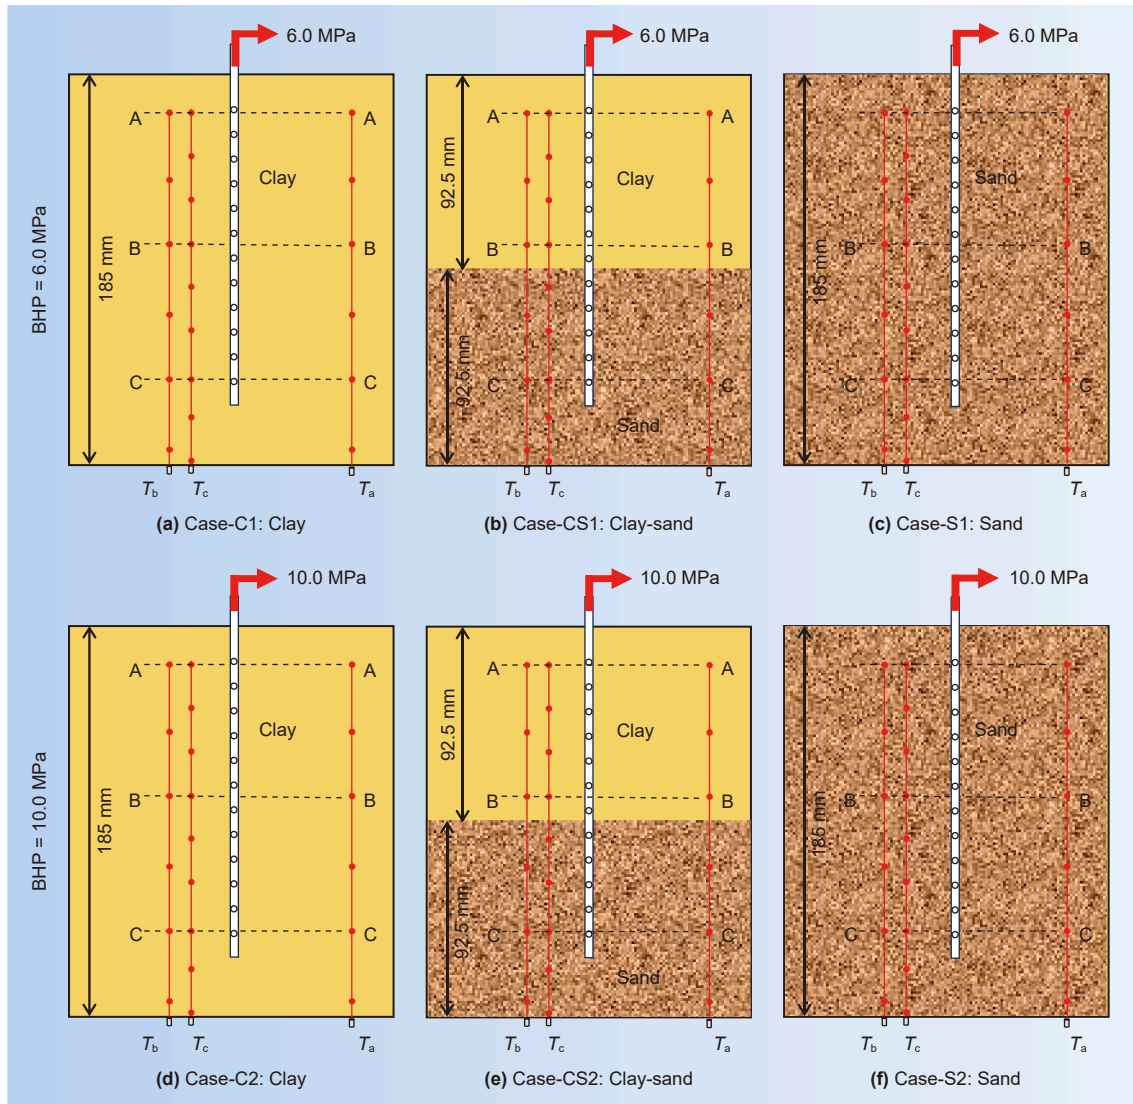 BHP = 6.0 MPa
6.0 MPa
185 mm
A
A
Clay
B
B
C
C
Tb
Tc
Ta
(a) Case-C1: Clay
6.0 MPa
92.5 mm
A
A
Clay
B
B
92.5 mm
C
C
Sand
Tb
Tc
Ta
(b) Case-CS1: Clay-sand
6.0 MPa
185 mm
A
A
Sand
B
B
C
C
Tb
Tc
Ta
(c) Case-S1: Sand
BHP = 10.0 MPa
10.0 MPa
185 mm
A
A
Clay
B
B
C
C
Tb
Tc
Ta
(d) Case-C2: Clay
10.0 MPa
92.5 mm
A
A
Clay
B
B
92.5 mm
C
C
Sand
Tb
Tc
Ta
(e) Case-CS2: Clay-sand
10.0 MPa
185 mm
A
A
Sand
B
B
C
C
Tb
Tc
Ta
(f) Case-S2: Sand